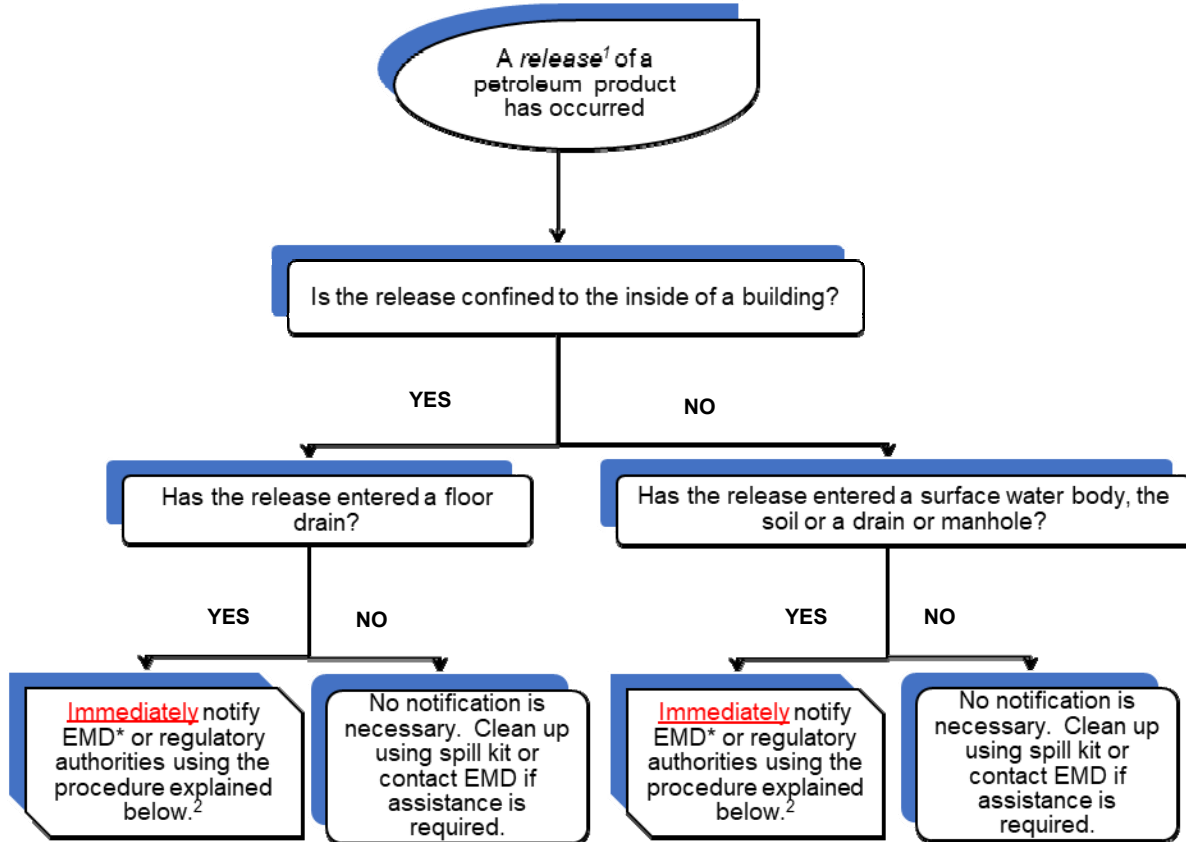 A release¹ of a
petroleum product
has occurred
Is the release confined to the inside of a building?
YES
NO
Has the release entered a floor
drain?
Has the release entered a surface water body, the
soil or a drain or manhole?
YES
NO
YES
NO
Immediately notify
EMD* or regulatory
authorities using the
procedure explained
below.²
No notification is
necessary. Clean up
using spill kit or
contact EMD if
assistance is
required.
Immediately notify
EMD* or regulatory
authorities using the
procedure explained
below.²
No notification is
necessary. Clean up
using spill kit or
contact EMD if
assistance is
required.